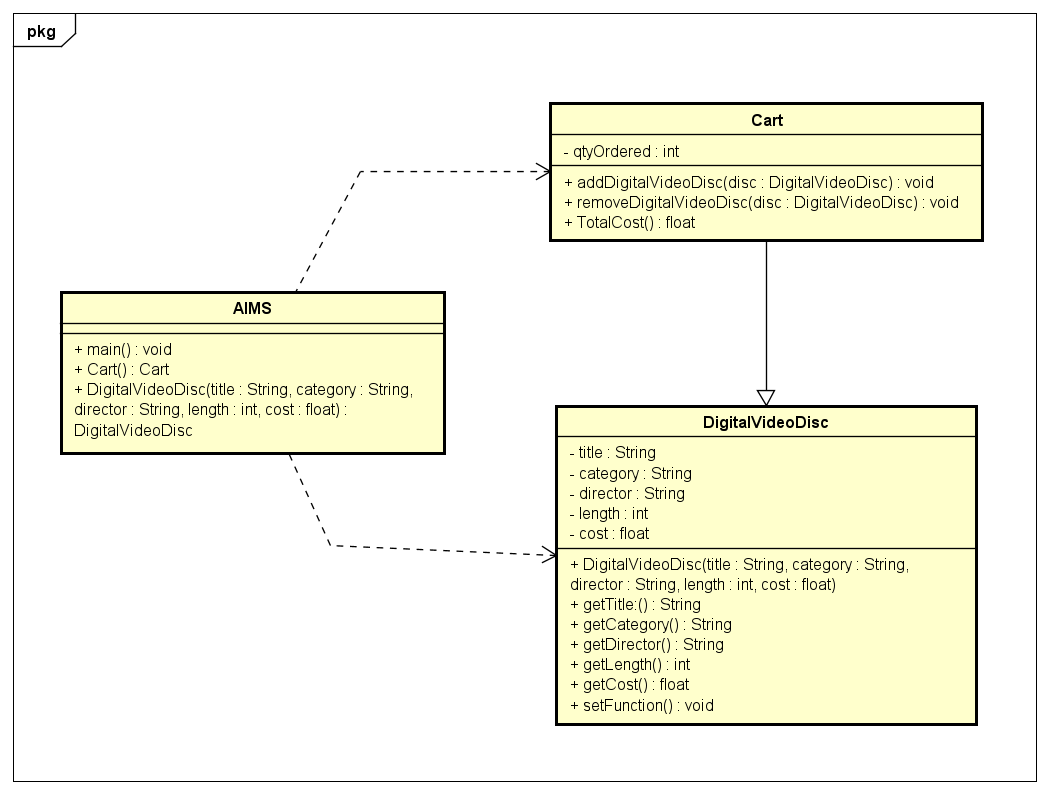 pkg
Cart
- qtyOrdered : int
+ addDigitalVideoDisc(disc : DigitalVideoDisc) : void
+ removeDigitalVideoDisc(disc : DigitalVideoDisc) : void
+ TotalCost() : float
AIMS
+ main() : void
+ Cart() : Cart
+ DigitalVideoDisc(title : String, category : String,
director : String, length : int, cost : float) :
DigitalVideoDisc
DigitalVideoDisc
- title : String
- category : String
- director : String
- length : int
- cost : float
+ DigitalVideoDisc(title : String, category : String,
director : String, length : int, cost : float)
+ getTitle:() : String
+ getCategory() : String
+ getDirector() : String
+ getLength() : int
+ getCost() : float
+ setFunction() : void